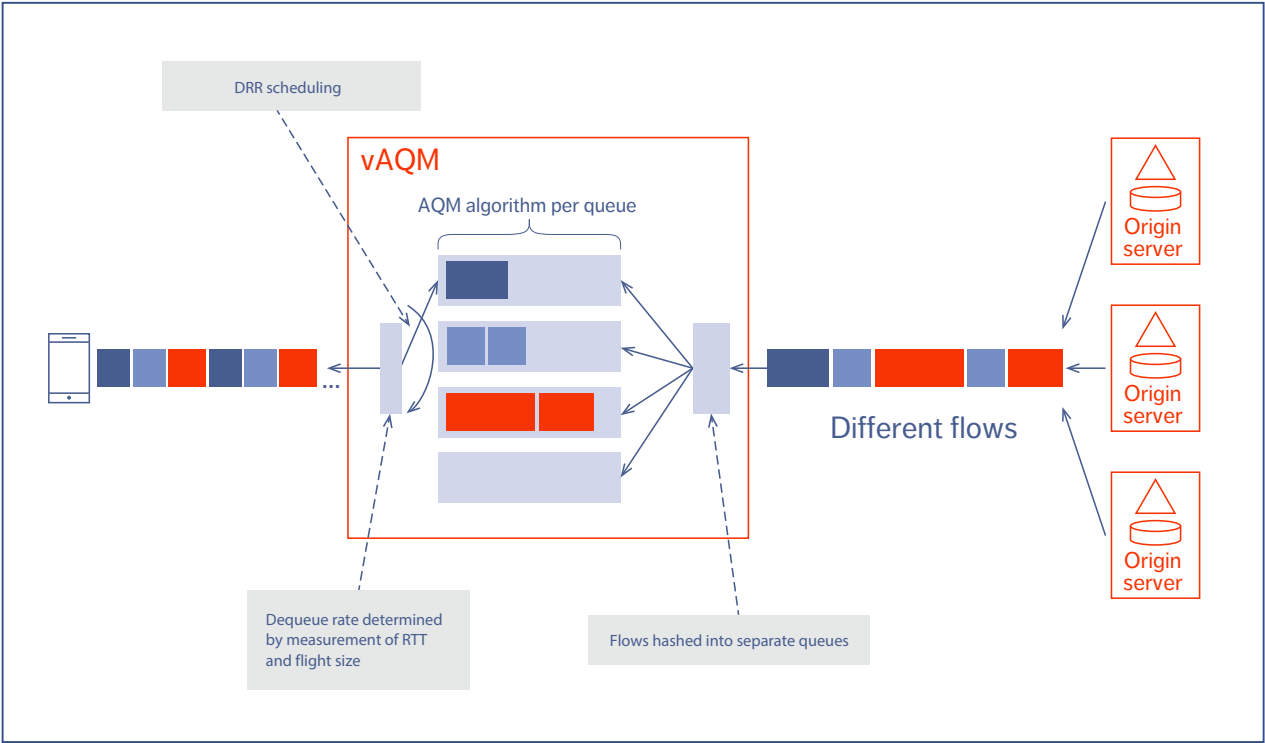 DRR scheduling
vAQM
AQM algorithm per queue
Origin
server
Origin
server
...
Different flows
Origin
server
Dequeue rate determined
by measurement of RTT
and flight size
Flows hashed into separate queues